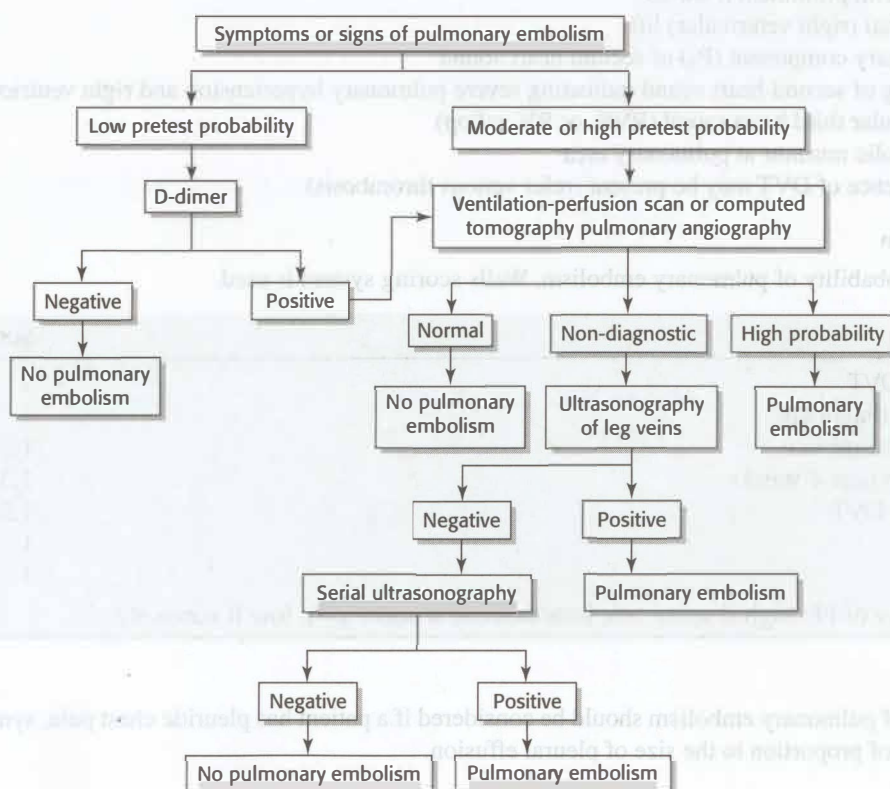 Symptoms or signs of pulmonary embolism
Low pretest probability
Moderate or high pretest probability
D-dimer
Ventilation-perfusion scan or computed
tomography pulmonary angiography
Negative
Positive
Normal
Non-diagnostic
High probability
No pulmonary
embolism
No pulmonary
embolism
Ultrasonography
of leg veins
Pulmonary
embolism
Negative
Positive
Serial ultrasonography
Pulmonary embolism
Negative
Positive
No pulmonary embolism
Pulmonary embolism